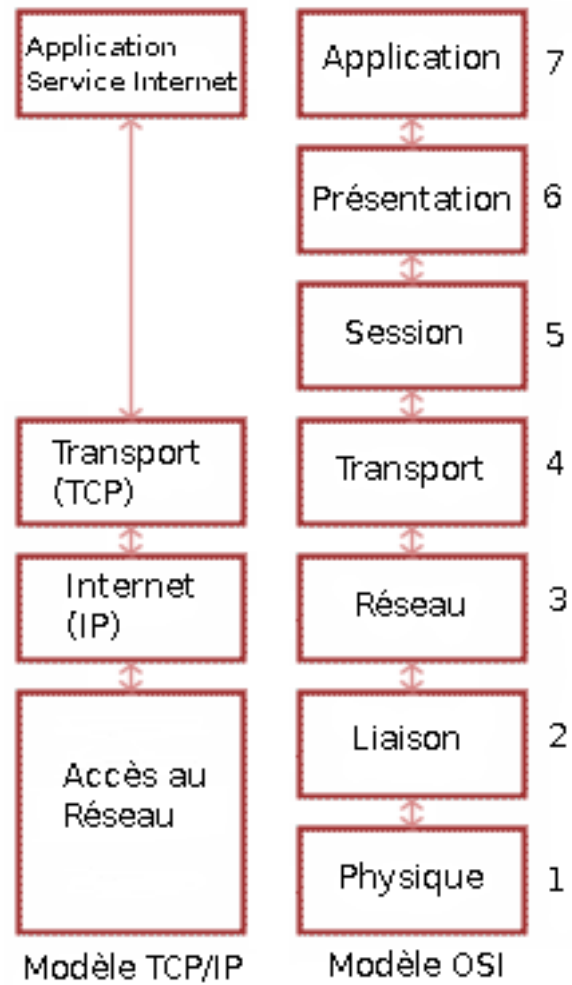 Application
Service Internet
Transport
(TCP)
Internet
(IP)
Accès au
Réseau
Modèle TCP/IP
Application 7
Présentation 6
Session 5
Transport 4
Réseau 3
Liaison 2
Physique 1
Modèle OSI